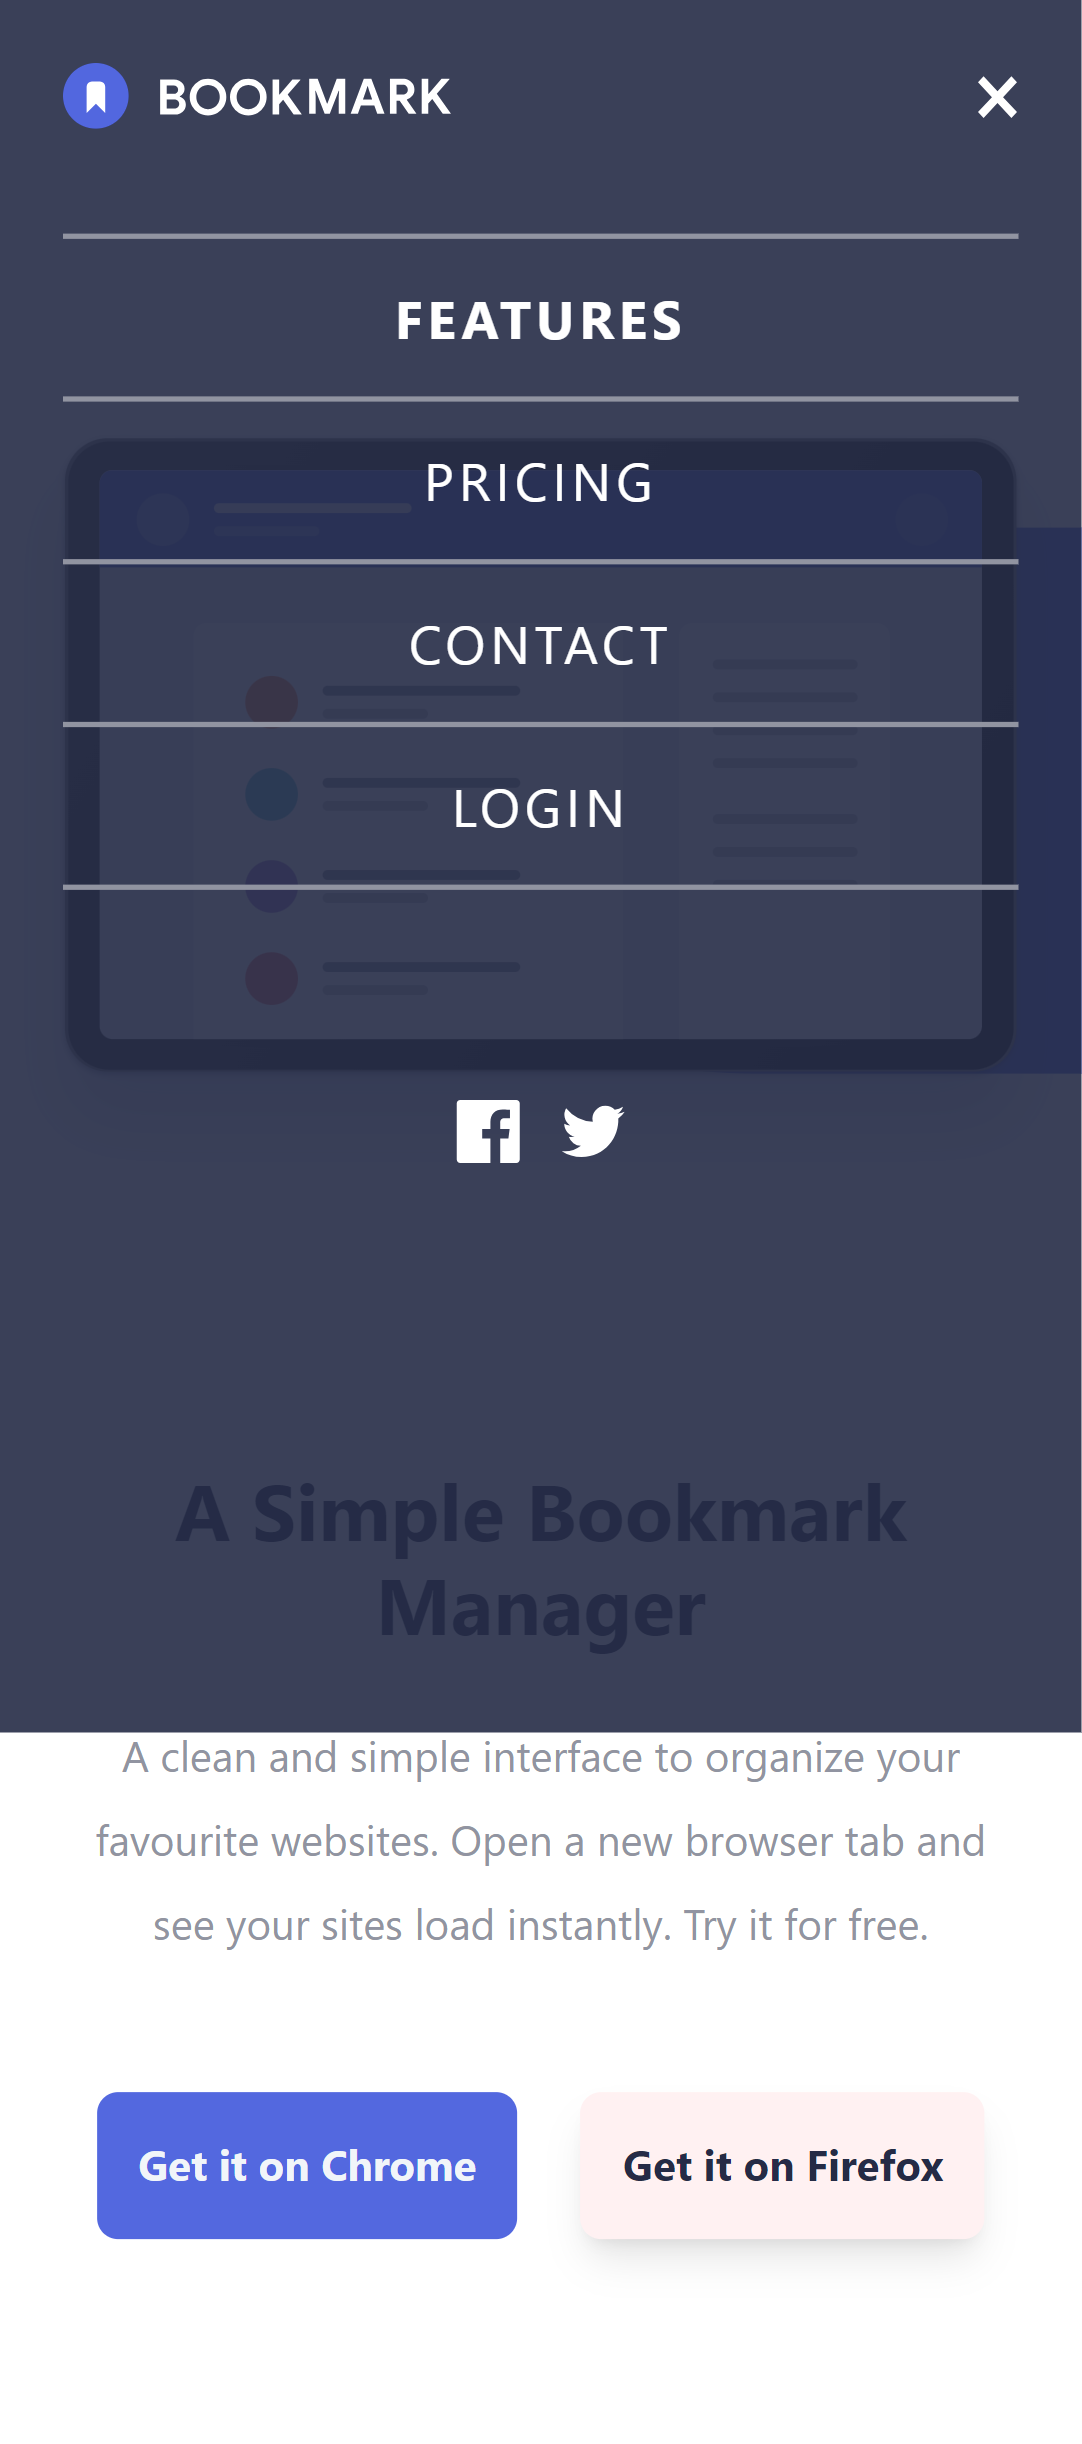 BOOKMARK
FEATURES
PRICING
CONTACT
LOGIN
A Simple Bookmark
Manager
A clean and simple interface to organize your
favourite websites. Open a new browser tab and
see your sites load instantly. Try it for free.
Get it on Chrome
Get it on Firefox